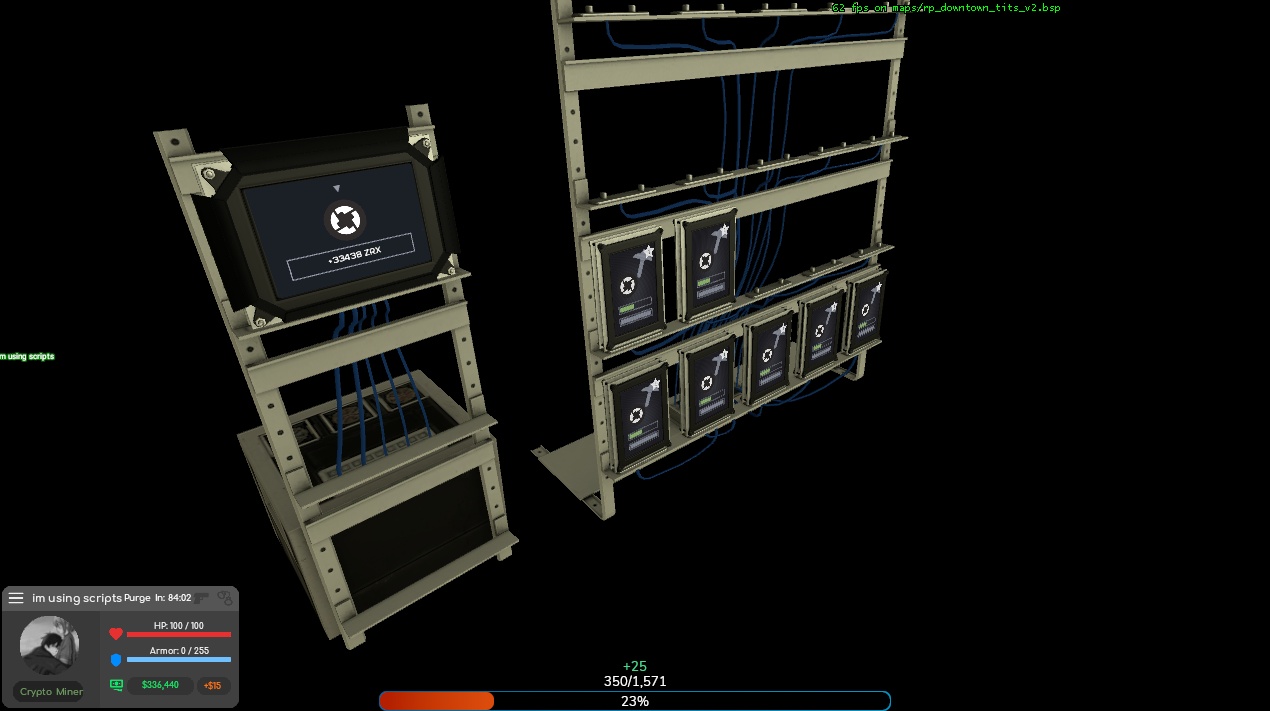 62 fps on maps/rp_downtown_tits_v2.bsp
+33438 ZRX
m using scripts
im using scripts
Purge In: 84:02
HP: 100 / 100
Armor: 0 / 255
Crypto Miner
$336,440
+$15
+25
350/1,571
23%